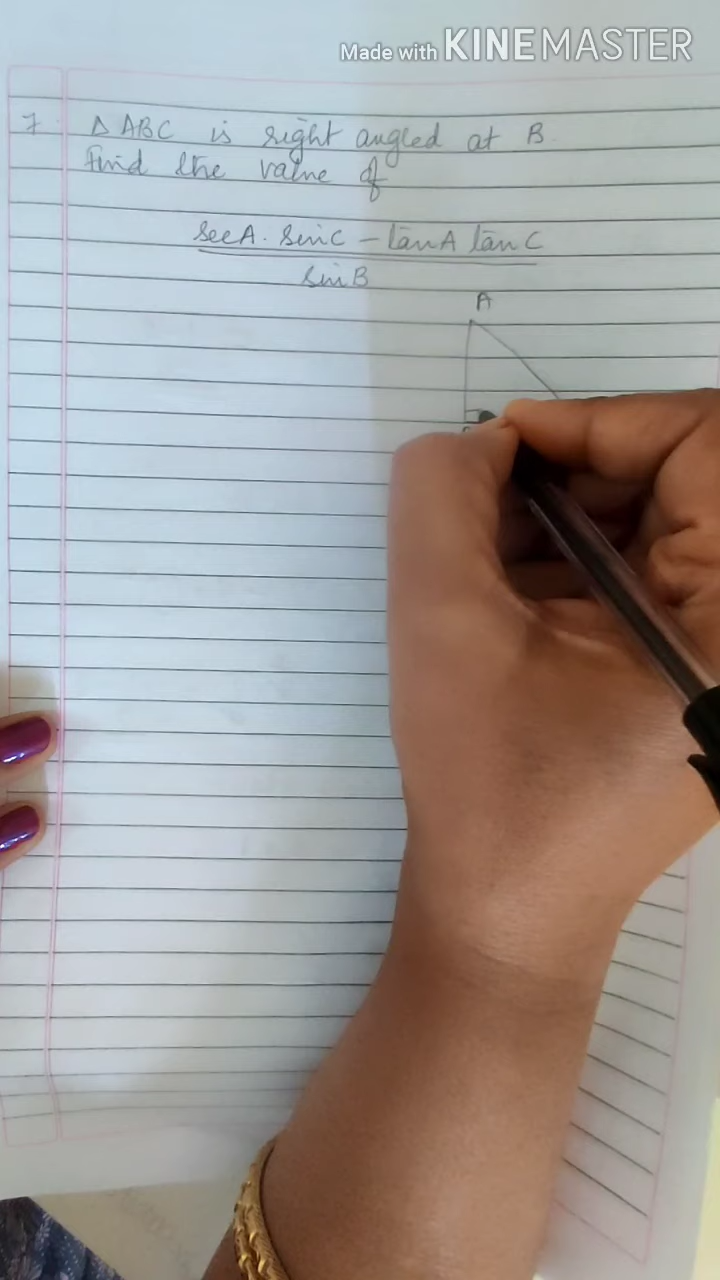 Made with KINEMASTER
7. Δ ABC is right angled at B.
Find the value of
secA. sinC - tanA tanC
sinB
A